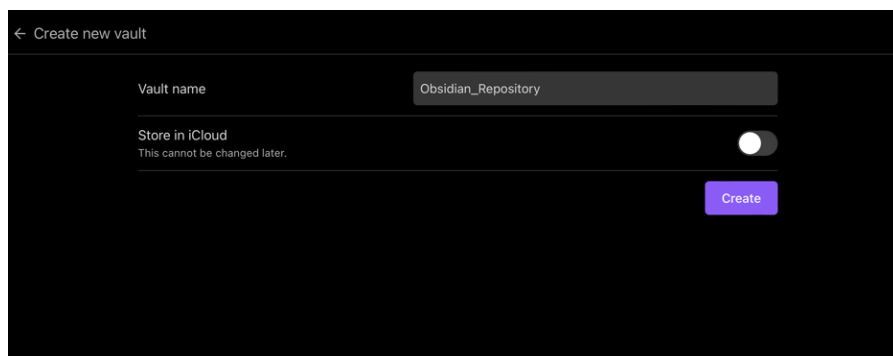 ← Create new vault
Vault name
Obsidian_Repository
Store in iCloud
This cannot be changed later.
Create